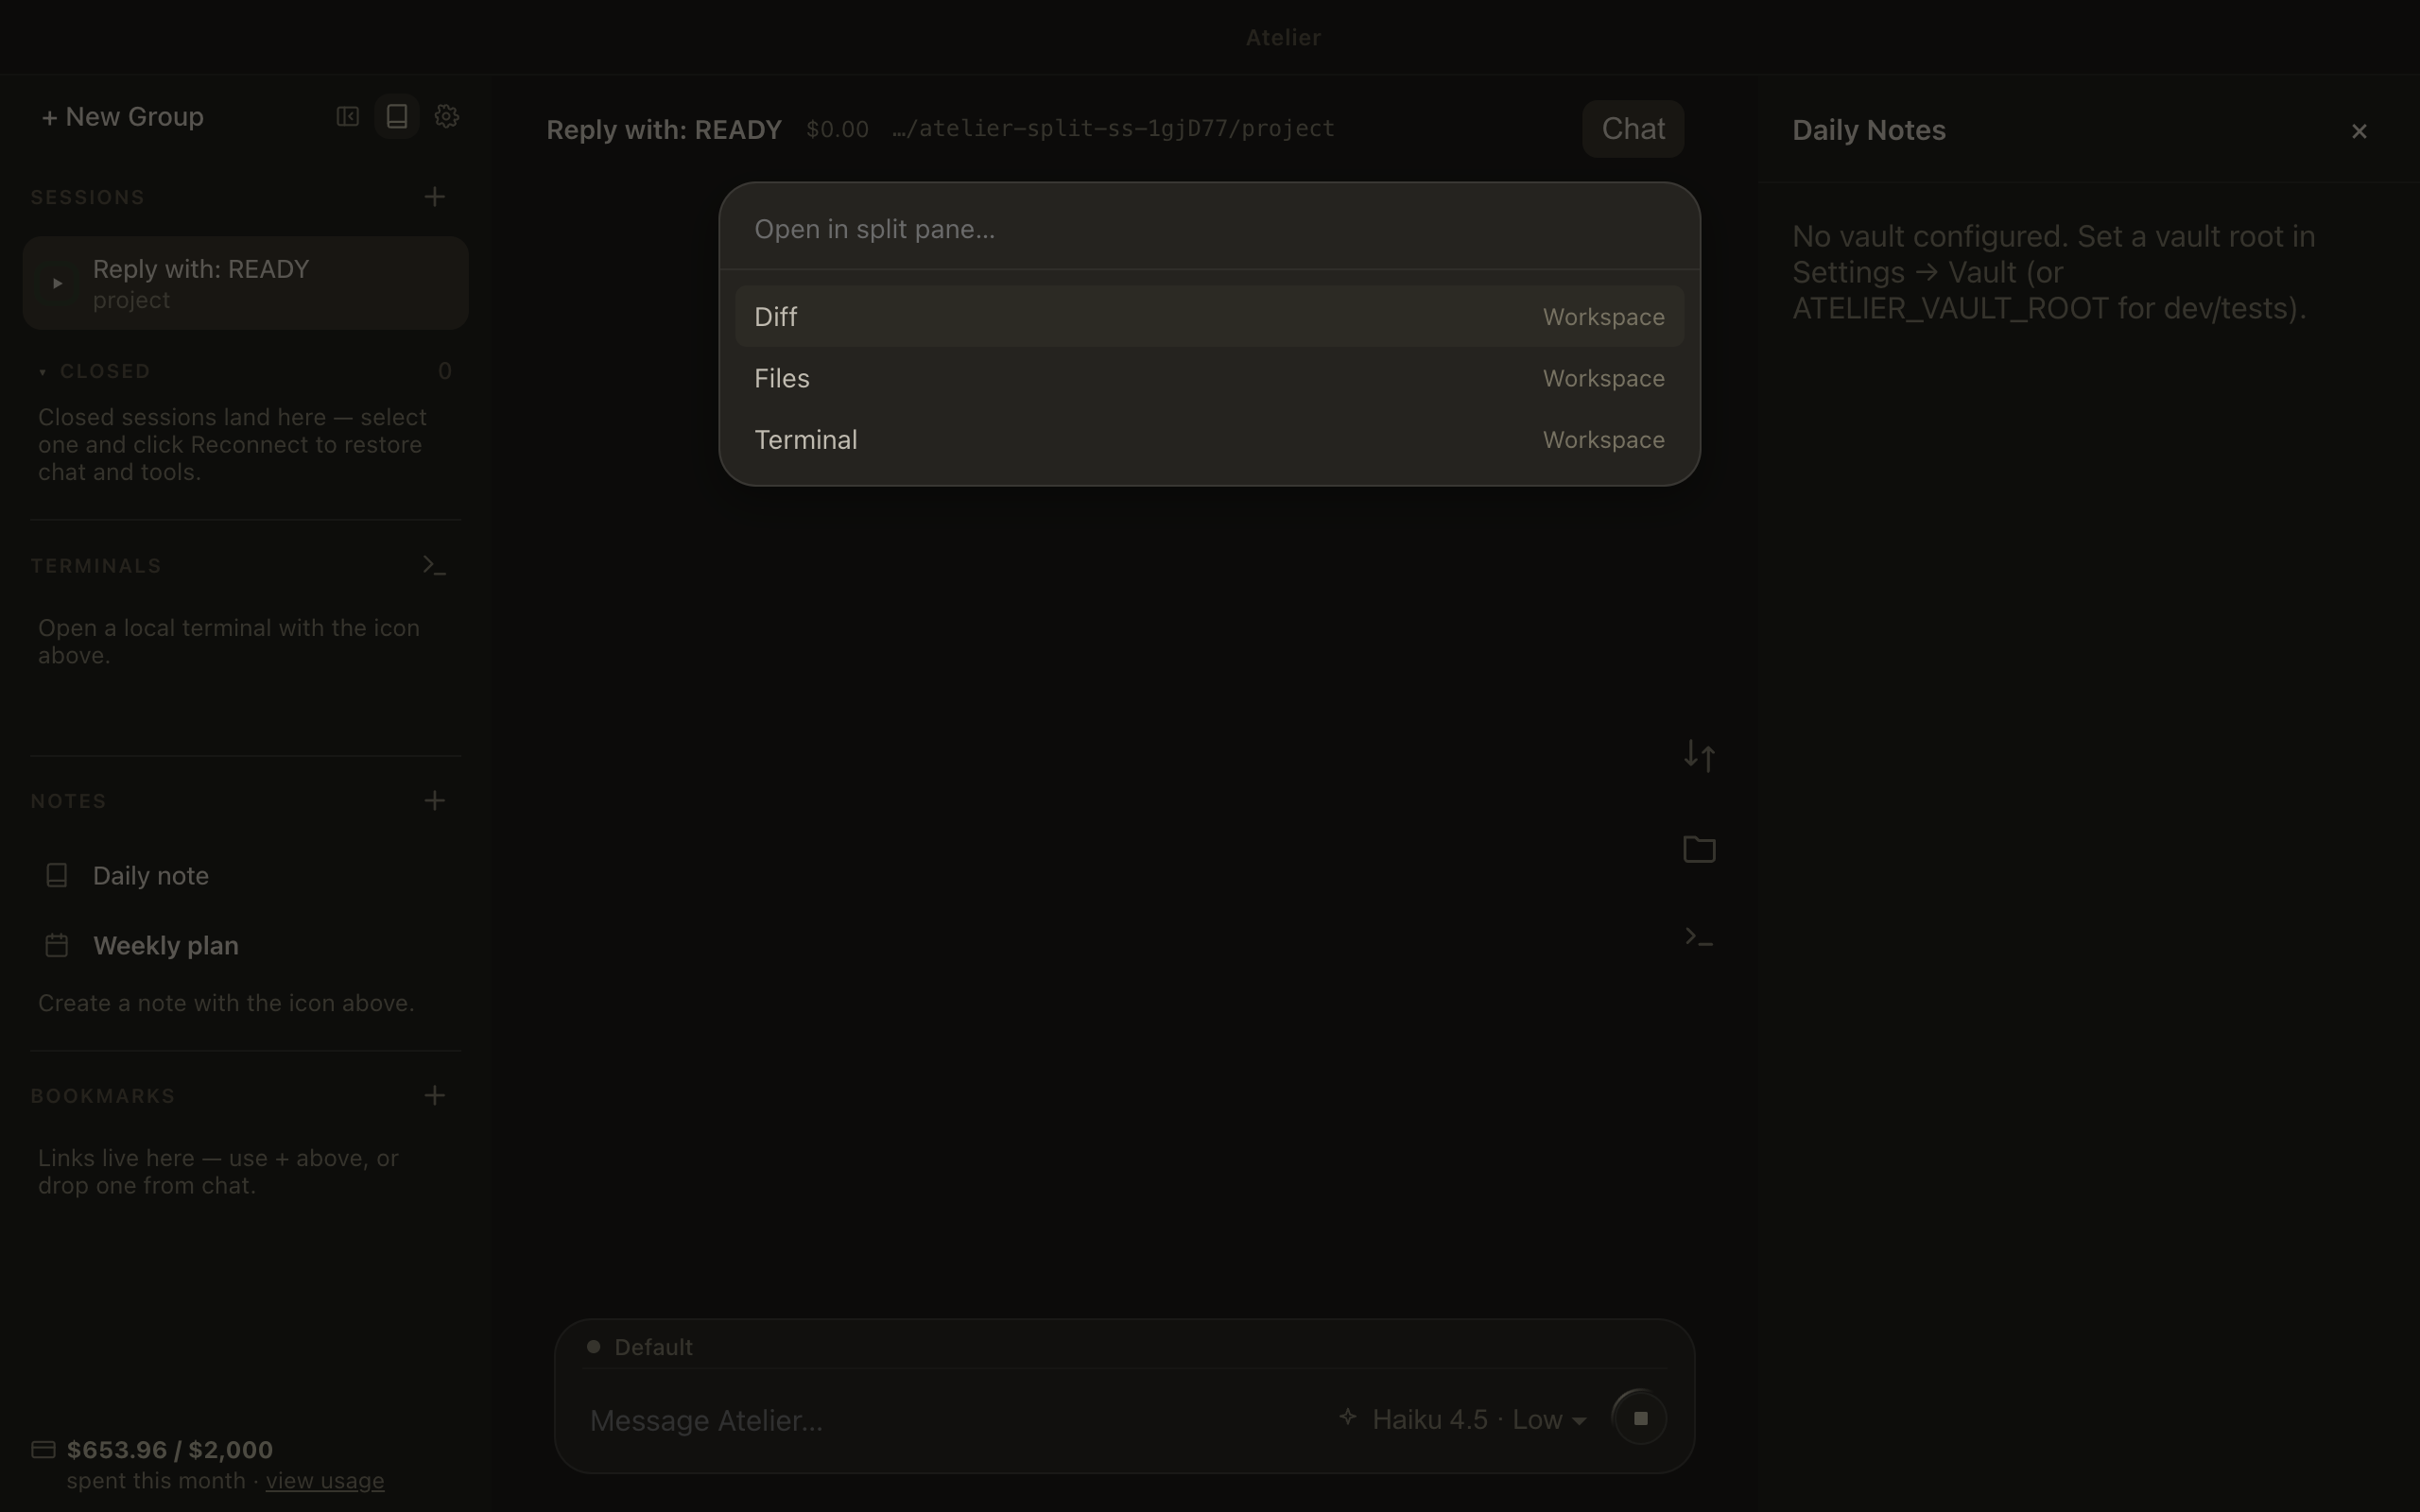 Atelier
+ New Group
SESSIONS
Reply with: READY
project
CLOSED 0
Closed sessions land here — select
one and click Reconnect to restore
chat and tools.
TERMINALS
Open a local terminal with the icon
above.
NOTES
Daily note
Weekly plan
Create a note with the icon above.
BOOKMARKS
Links live here — use + above, or
drop one from chat.
$653.96 / $2,000
spent this month · view usage
Reply with: READY $0.00 …/atelier-split-ss-1gjD77/project Chat
Open in split pane...
Diff Workspace
Files Workspace
Terminal Workspace
Default
Message Atelier...
Haiku 4.5 · Low
Daily Notes
No vault configured. Set a vault root in
Settings → Vault (or
ATELIER_VAULT_ROOT for dev/tests).